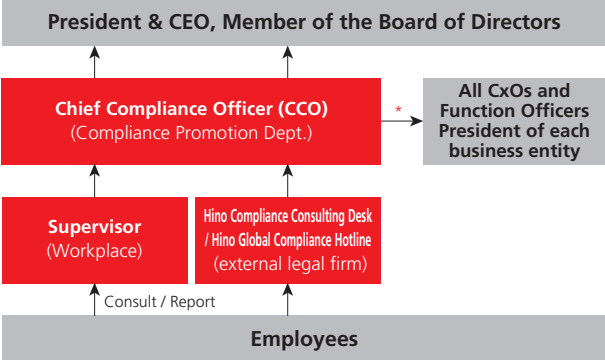 President & CEO, Member of the Board of Directors
Chief Compliance Officer (CCO)
(Compliance Promotion Dept.)
*
All CxOs and
Function Officers
President of each
business entity
Supervisor
(Workplace)
Hino Compliance Consulting Desk
/ Hino Global Compliance Hotline
(external legal firm)
Consult / Report
Employees